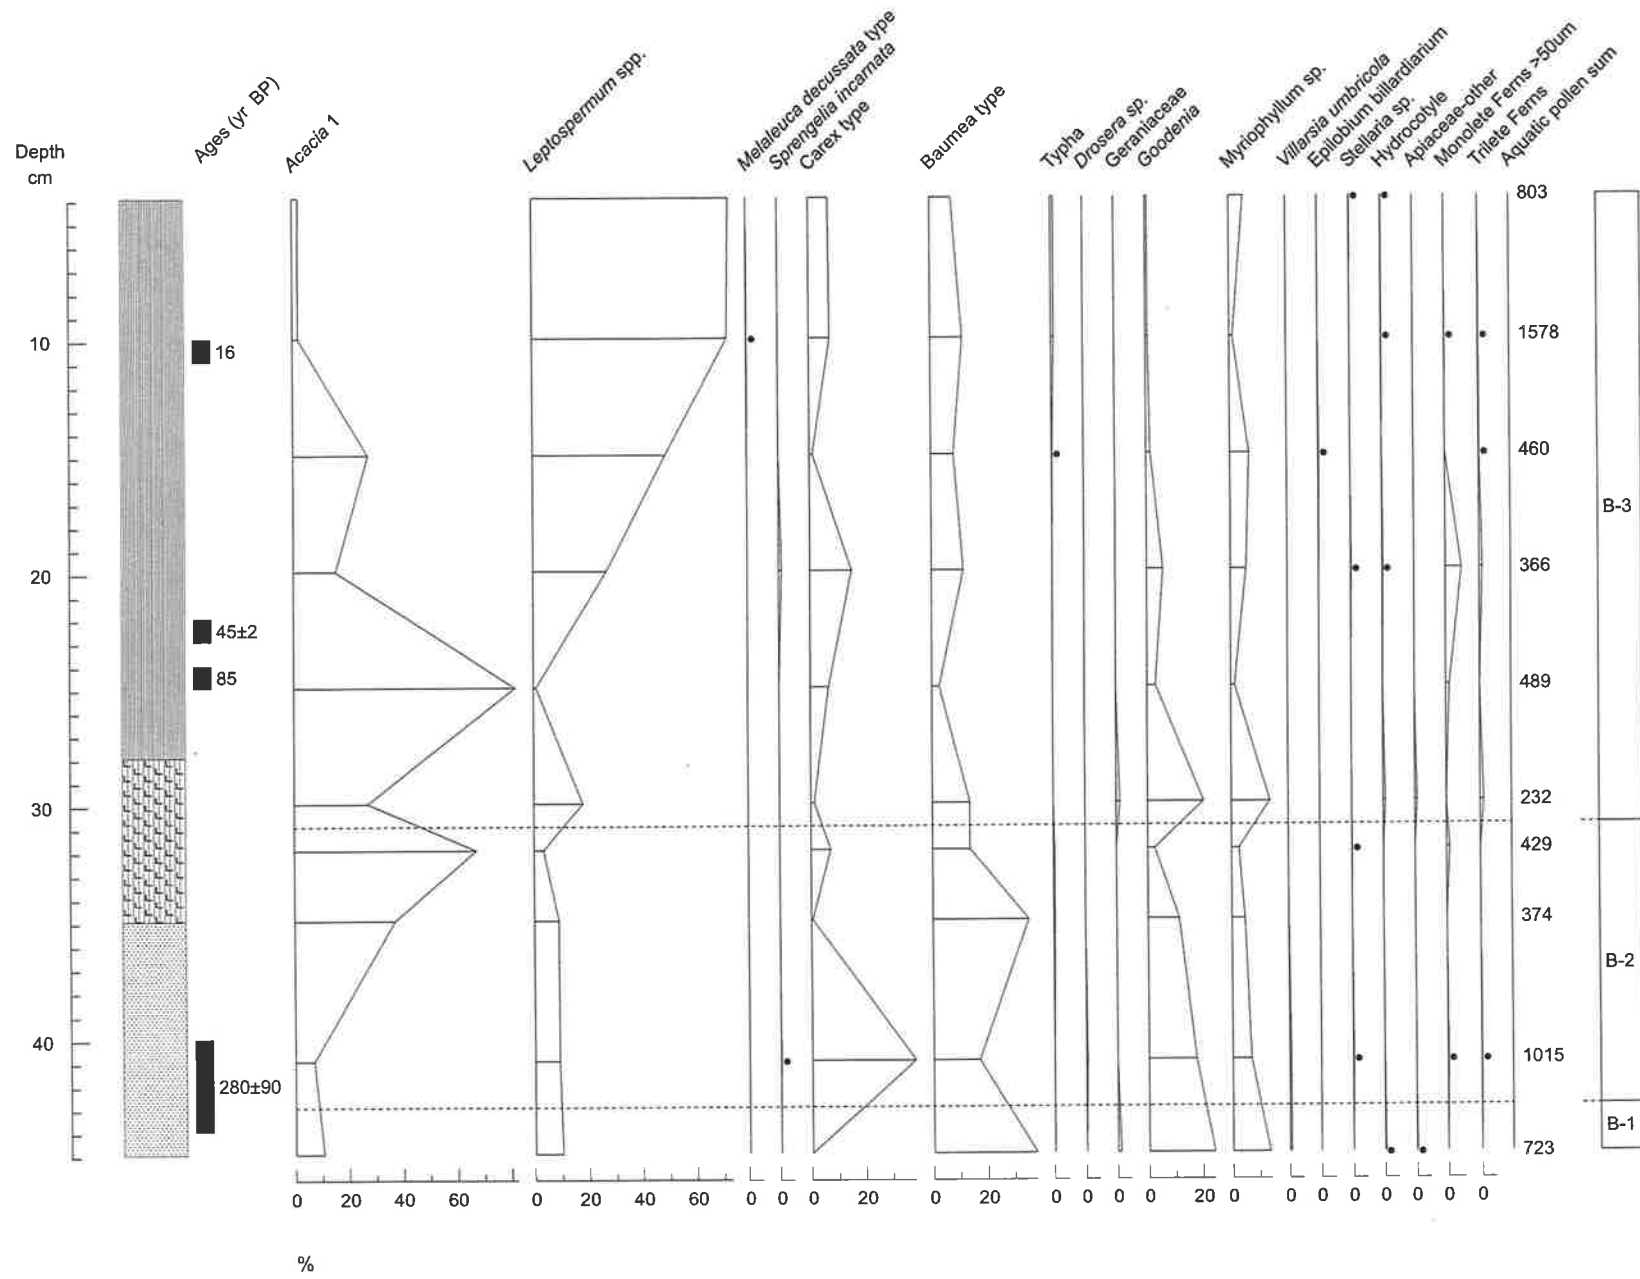 Depth
cm
Ages (yr BP)
Acacia 1
Leptospermum spp.
Melaleuca decussata type
Sprengelia incarnata
Carex type
Baumea type
Typha
Drosera sp.
Geraniaceae
Goodenia
Myriophyllum sp.
Villarsia umbricola
Epilobium billardiarium
Stellaria sp.
Hydrocotyle
Apiaceae-other
Monolete Ferns >50um
Trilete Ferns
Aquatic pollen sum
803
10
16
1578
460
B-3
20
366
45±2
85
489
30
232
429
374
B-2
40
1015
280±90
B-1
723
0 20 40 60 0 20 40 60 0 0 0 20 0 20 0 0 0 0 20 0 0 0 0 0 0 0 0
%